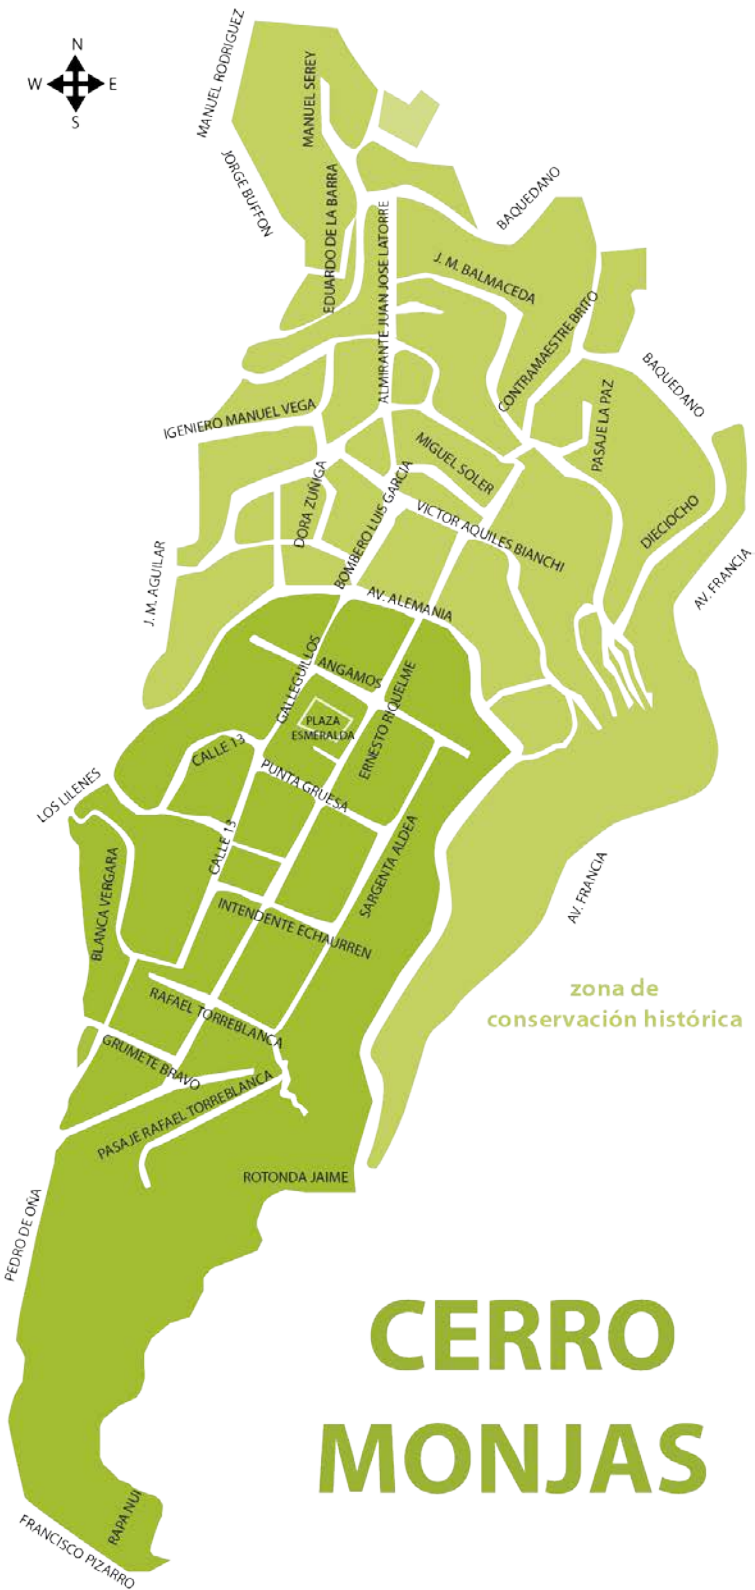 N
W E
S
MANUEL RODRIGUEZ
MANUEL SEREY
JORGE BUFFON
EDUARDO DE LA BARRA
ALMIRANTE JUAN JOSE LATORRE
BAQUEDANO
J. M. BALMACEDA
CONTRAMAESTRE BRITO
BAQUEDANO
PASAJE LA PAZ
IGENIERO MANUEL VEGA
MIGUEL SOLER
DORA ZUÑIGA
BOMBERO LUIS GARCIA
VICTOR AQUILES BIANCHI
DIECIOCHO
AV. FRANCIA
J. M. AGUILAR
AV. ALEMANIA
GALLEGUILLOS
ANGAMOS
ERNESTO RIQUELME
PLAZA
ESMERALDA
CALLE 13
PUNTA GRUESA
LOS LILENES
CALLE 13
SARGENTA ALDEA
BLANCA VERGARA
AV. FRANCIA
INTENDENTE ECHAURREN
zona de
conservación histórica
RAFAEL TORREBLANCA
GRUMETE BRAVO
PASAJE RAFAEL TORREBLANCA
ROTONDA JAIME
PEDRO DE OÑA
CERRO
MONJAS
RAPA NUI
FRANCISCO PIZARRO